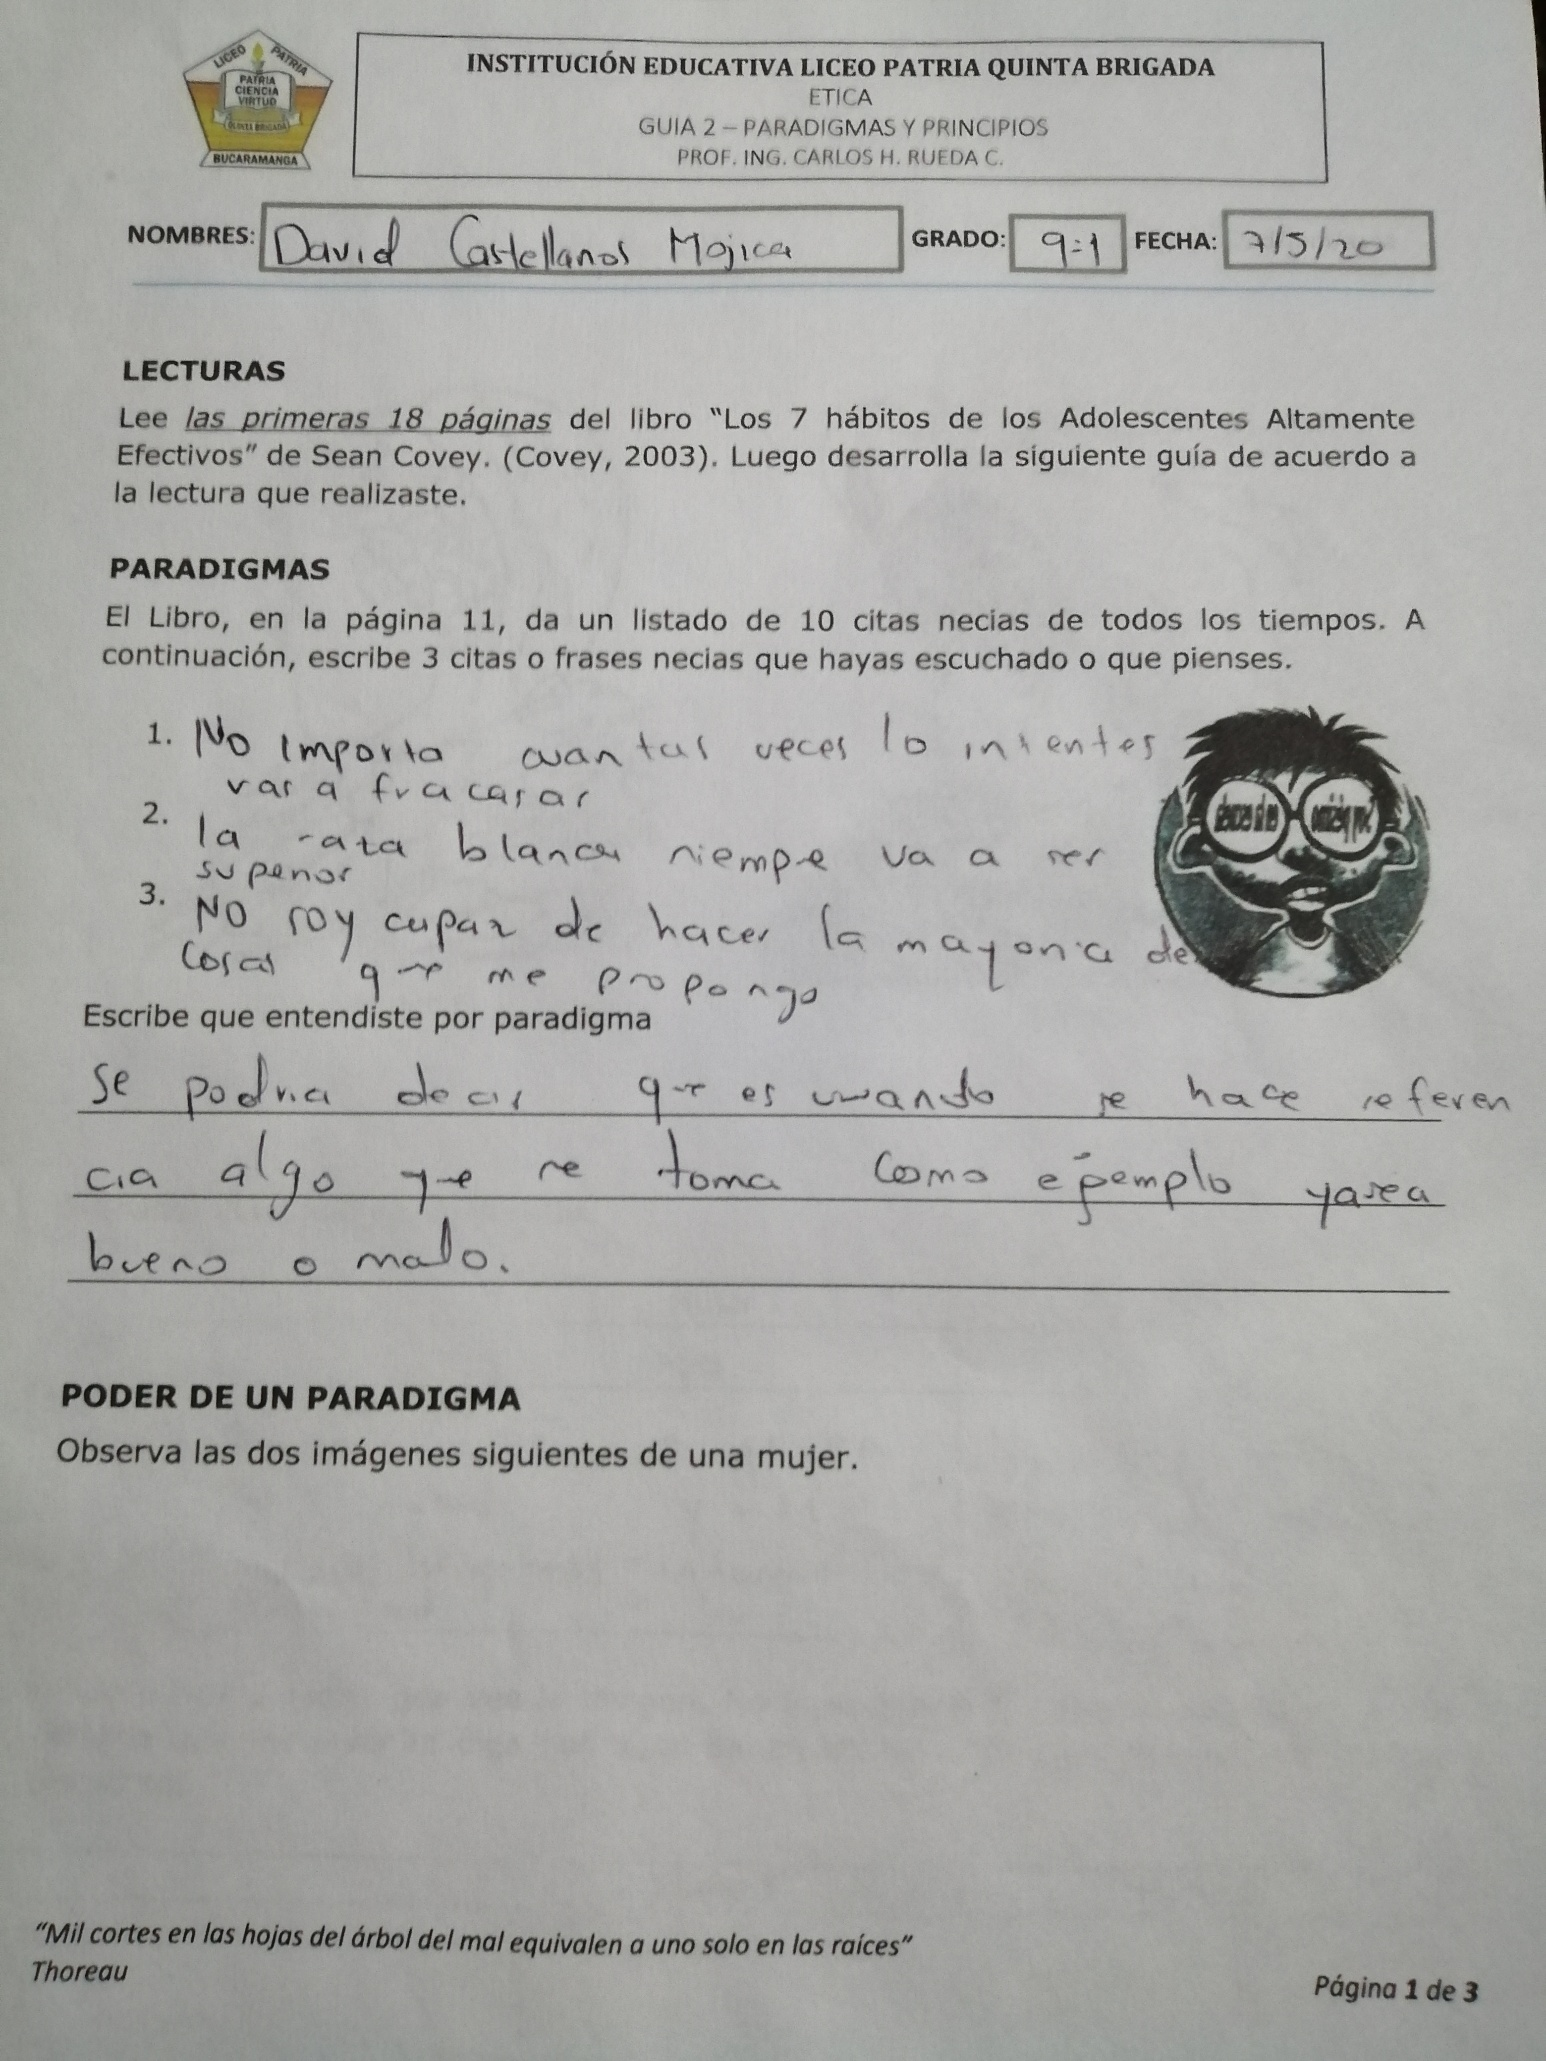 LICEO PATRIA
PATRIA
CIENCIA
VIRTUD
QUINTA BRIGADA
BUCARAMANGA
INSTITUCIÓN EDUCATIVA LICEO PATRIA QUINTA BRIGADA
ETICA
GUIA 2 – PARADIGMAS Y PRINCIPIOS
PROF. ING. CARLOS H. RUEDA C.
NOMBRES: David Castellanos Mojica GRADO: 9:1 FECHA: 7/5/20
LECTURAS
Lee las primeras 18 páginas del libro “Los 7 hábitos de los Adolescentes Altamente
Efectivos” de Sean Covey. (Covey, 2003). Luego desarrolla la siguiente guía de acuerdo a
la lectura que realizaste.
PARADIGMAS
El Libro, en la página 11, da un listado de 10 citas necias de todos los tiempos. A
continuación, escribe 3 citas o frases necias que hayas escuchado o que pienses.
1. No importa cuantas veces lo intentes
vas a fracasar
2. la raza blanca siempre va a ser
superior
3. NO soy capaz de hacer la mayoria de
cosas que me propongo
Escribe que entendiste por paradigma
se podria decir que es cuando se hace referen
cia algo que se toma como ejemplo ya sea
bueno o malo.
PODER DE UN PARADIGMA
Observa las dos imágenes siguientes de una mujer.
“Mil cortes en las hojas del árbol del mal equivalen a uno solo en las raíces”
Thoreau
Página 1 de 3